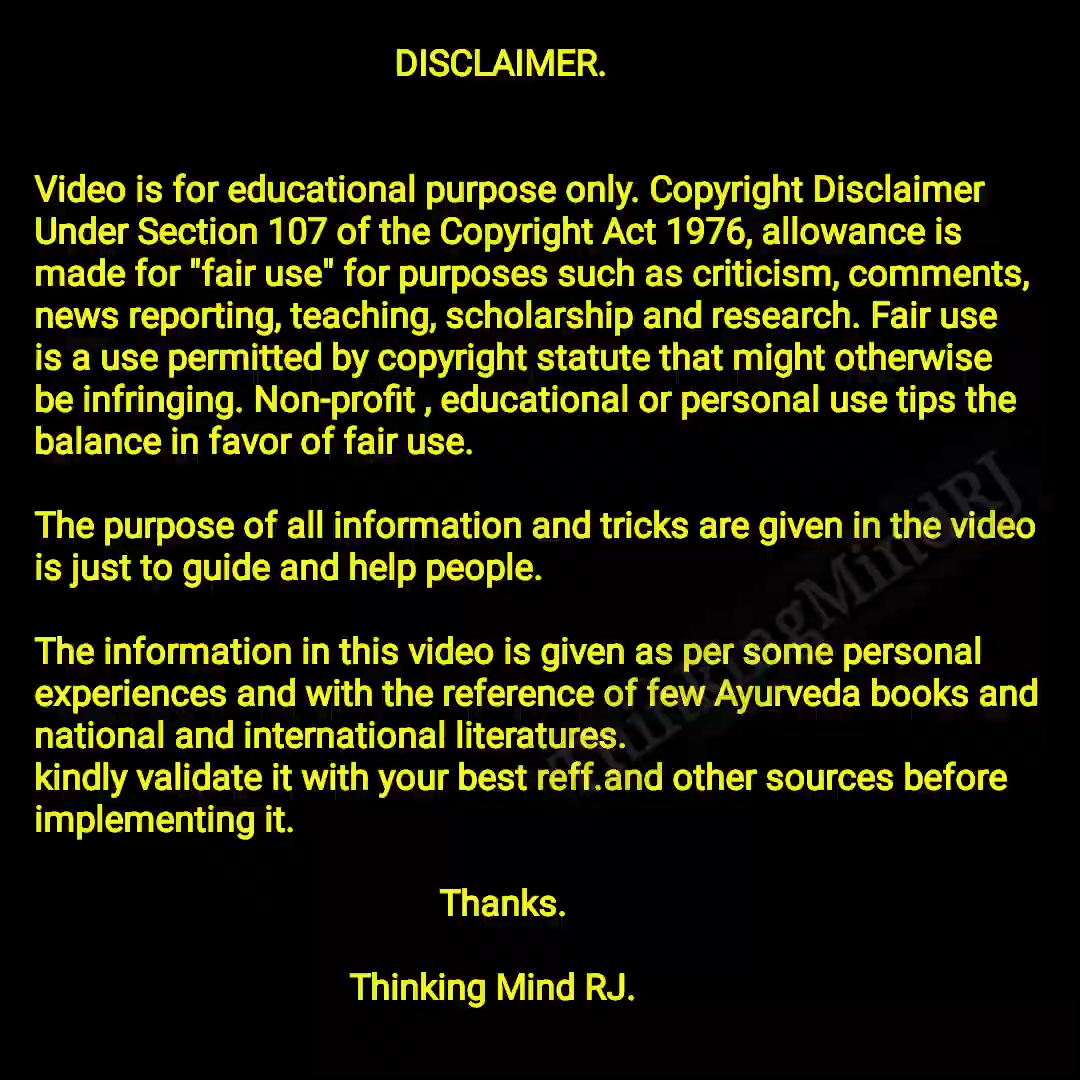 DISCLAIMER.
Video is for educational purpose only. Copyright Disclaimer
Under Section 107 of the Copyright Act 1976, allowance is
made for "fair use" for purposes such as criticism, comments,
news reporting, teaching, scholarship and research. Fair use
is a use permitted by copyright statute that might otherwise
be infringing. Non-profit , educational or personal use tips the
balance in favor of fair use.
The purpose of all information and tricks are given in the video
is just to guide and help people.
The information in this video is given as per some personal
experiences and with the reference of few Ayurveda books and
national and international literatures.
kindly validate it with your best reff.and other sources before
implementing it.
Thanks.
Thinking Mind RJ.
ThinkingMindRJ